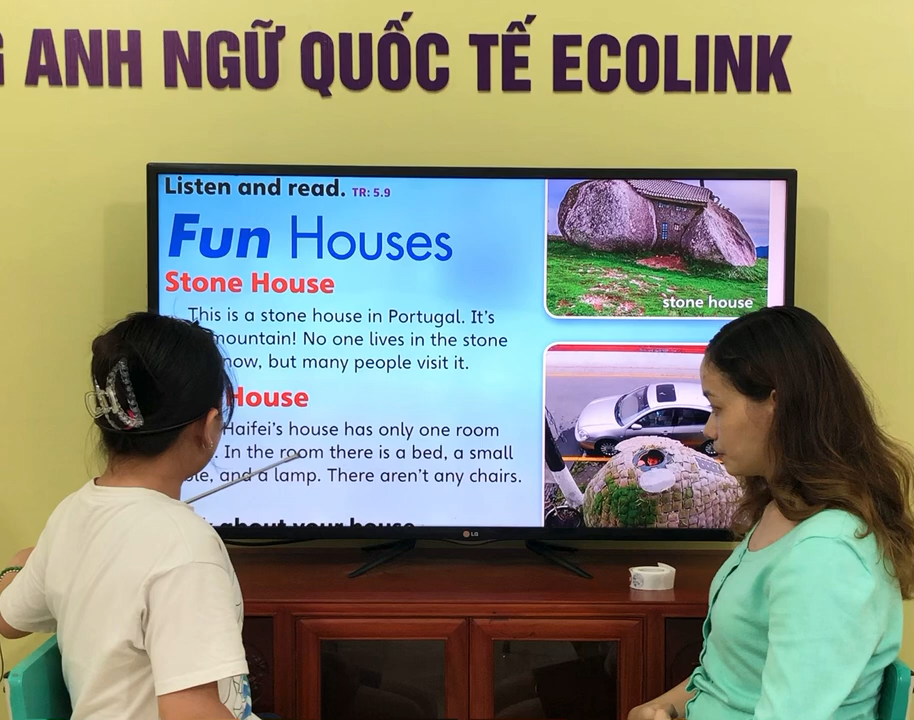 ANH NGỮ QUỐC TẾ ECOLINK
Listen and read. TR: 5.9
Fun Houses
Stone House
This is a stone house in Portugal. It's
mountain! No one lives in the stone
now, but many people visit it.
House
Haifei's house has only one room
. In the room there is a bed, a small
and a lamp. There aren't any chairs.
about your house
stone house
LG